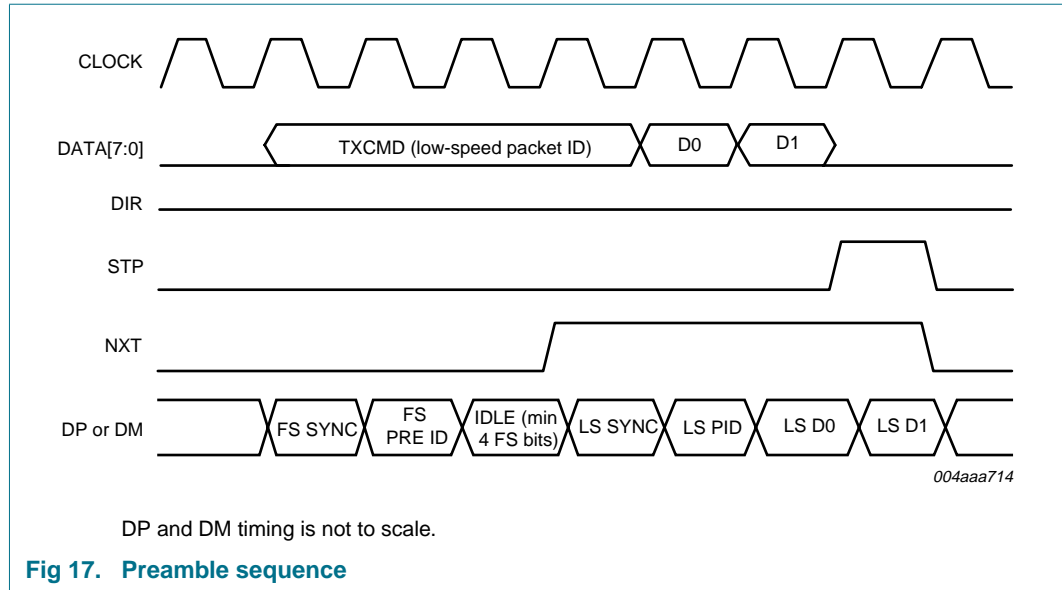 CLOCK
DATA[7:0]
TXCMD (low-speed packet ID)
D0
D1
DIR
STP
NXT
DP or DM
FS SYNC
FS
PRE ID
IDLE (min
4 FS bits)
LS SYNC
LS PID
LS D0
LS D1
004aaa714
DP and DM timing is not to scale.
Fig 17. Preamble sequence